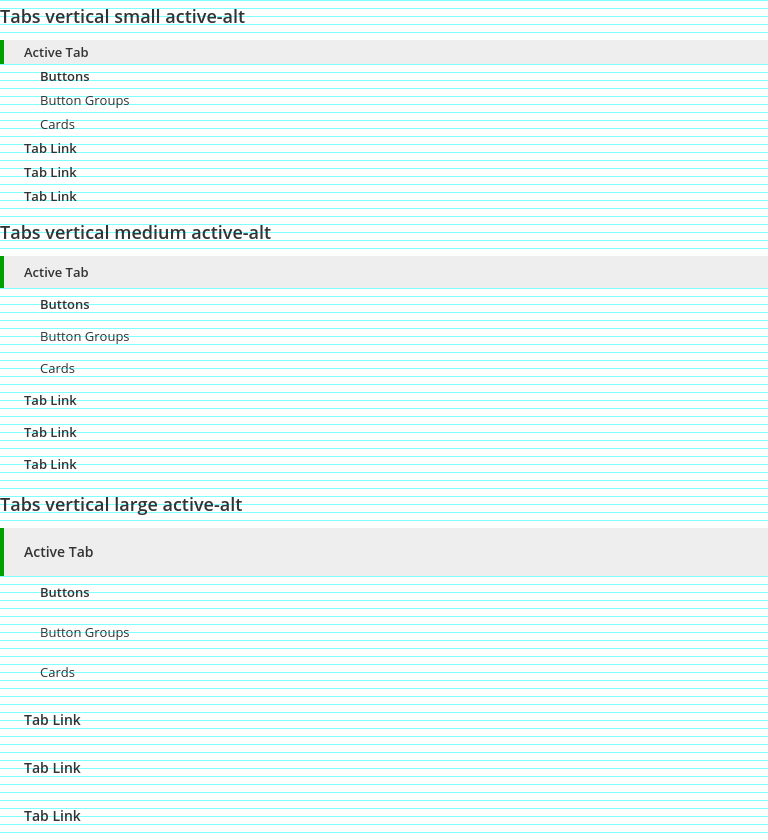 Tabs vertical small active-alt
Active Tab
Buttons
Button Groups
Cards
Tab Link
Tab Link
Tab Link
Tabs vertical medium active-alt
Active Tab
Buttons
Button Groups
Cards
Tab Link
Tab Link
Tab Link
Tabs vertical large active-alt
Active Tab
Buttons
Button Groups
Cards
Tab Link
Tab Link
Tab Link